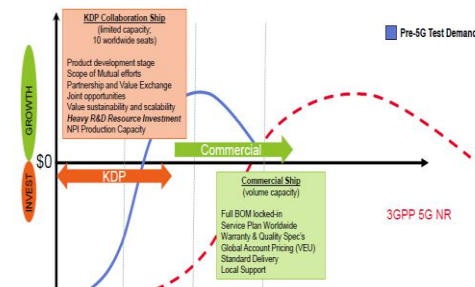 KDP Collaboration Ship
(limited capacity;
10 worldwide seats)
Product development stage
Scope of Mutual efforts
Partnership and Value Exchange
Joint opportunities
Value sustainability and scalability
Heavy R&D Resource Investment
NPI Production Capacity
Pre-5G Test Demand
GROWTH
$0
INVEST
KDP
Commercial
Commercial Ship
(volume capacity)
Full BOM locked-in
Service Plan Worldwide
Warranty & Quality Spec's
Global Account Pricing (VEU)
Standard Delivery
Local Support
3GPP 5G NR